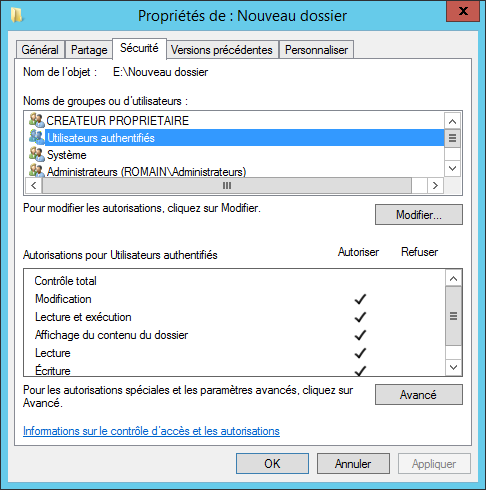 Propriétés de : Nouveau dossier
x
Général Partage Sécurité Versions précédentes Personnaliser
Nom de l'objet : E:\Nouveau dossier
Noms de groupes ou d'utilisateurs :
CREATEUR PROPRIETAIRE
Utilisateurs authentifiés
Système
Administrateurs (ROMAIN\Administrateurs)
Pour modifier les autorisations, cliquez sur Modifier.
Modifier...
Autorisations pour Utilisateurs authentifiés Autoriser Refuser
Contrôle total
Modification
Lecture et exécution
Affichage du contenu du dossier
Lecture
Écriture
Pour les autorisations spéciales et les paramètres avancés, cliquez sur
Avancé.
Avancé
Informations sur le contrôle d'accès et les autorisations
OK Annuler Appliquer